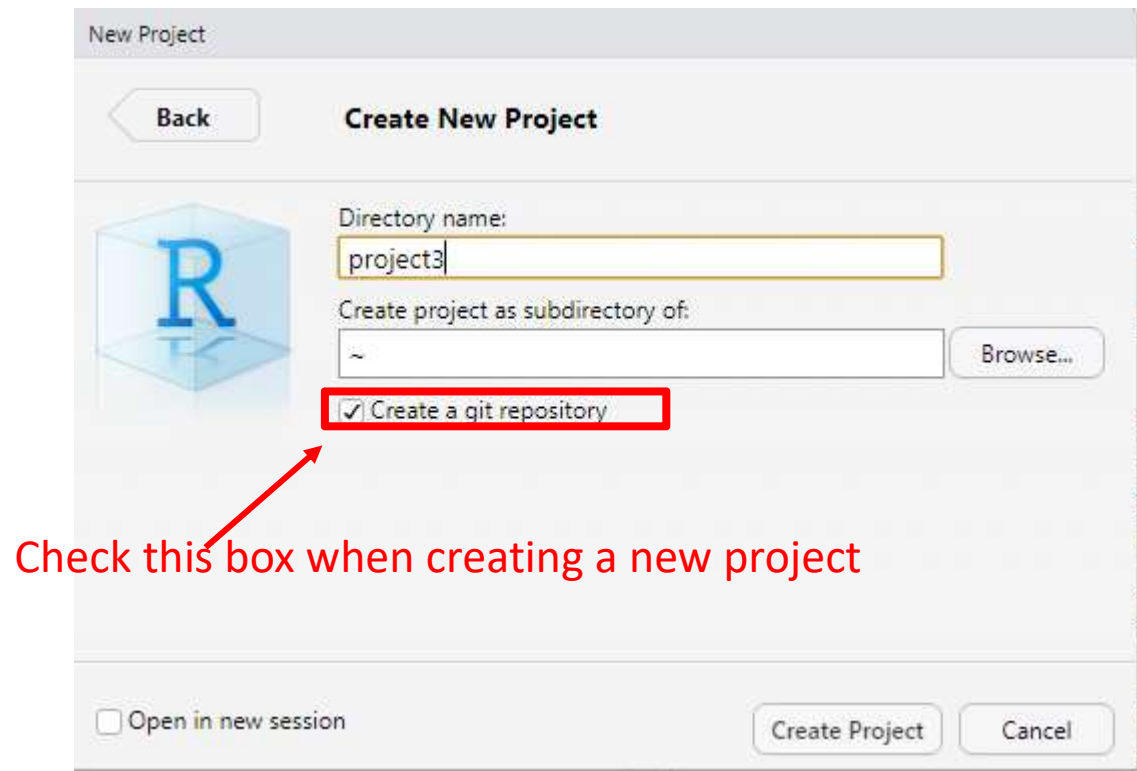 New Project
Back
Create New Project
R
Directory name:
project3
Create project as subdirectory of:
~
Browse...
Create a git repository
Check this box when creating a new project
Open in new session
Create Project
Cancel